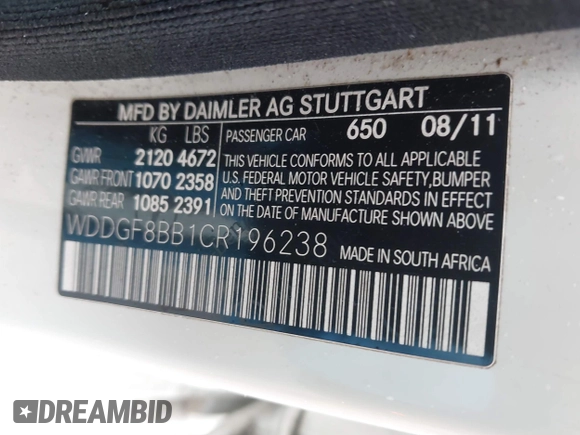 MFD BY DAIMLER AG STUTTGART
KG LBS PASSENGER CAR 650 08/11
GVWR 2120 4672
GAWR FRONT 1070 2358
GAWR REAR 1085 2391
THIS VEHICLE CONFORMS TO ALL APPLICABLE
U.S. FEDERAL MOTOR VEHICLE SAFETY, BUMPER
AND THEFT PREVENTION STANDARDS IN EFFECT
ON THE DATE OF MANUFACTURE SHOWN ABOVE.
WDDGF8BB1CR196238
MADE IN SOUTH AFRICA
DREAMBID